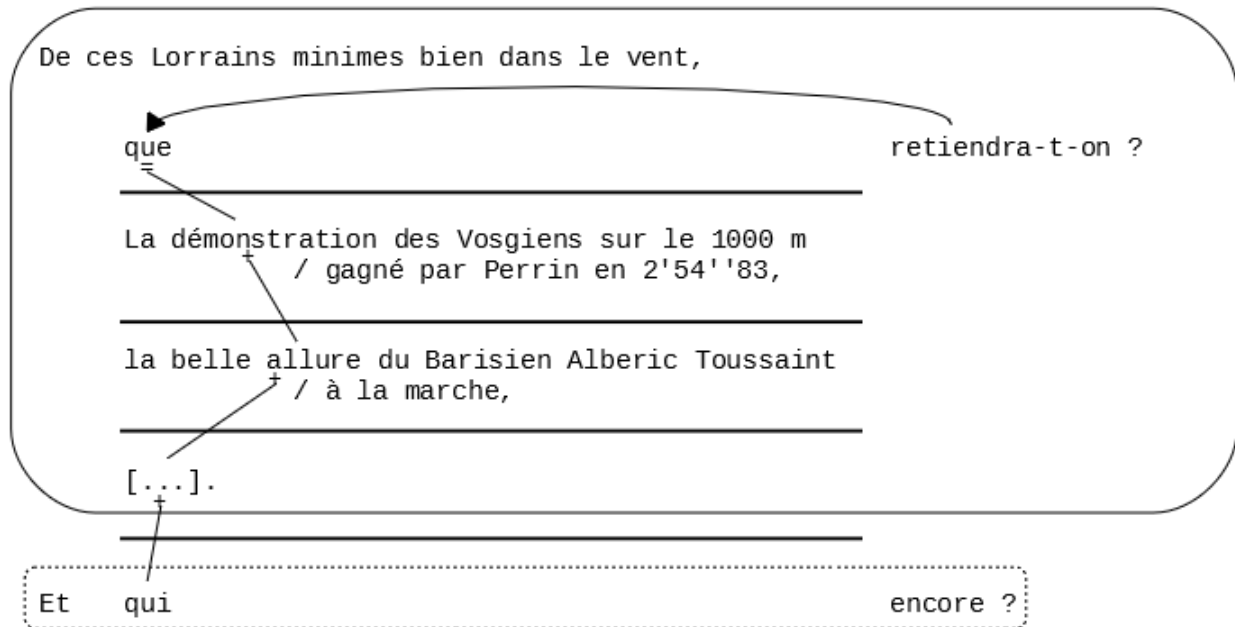 De ces Lorrains minimes bien dans le vent,
que retiendra-t-on ?
=
La démonstration des Vosgiens sur le 1000 m
+
/ gagné par Perrin en 2'54''83,
la belle allure du Barisien Alberic Toussaint
+
/ à la marche,
[...].
+
Et qui encore ?